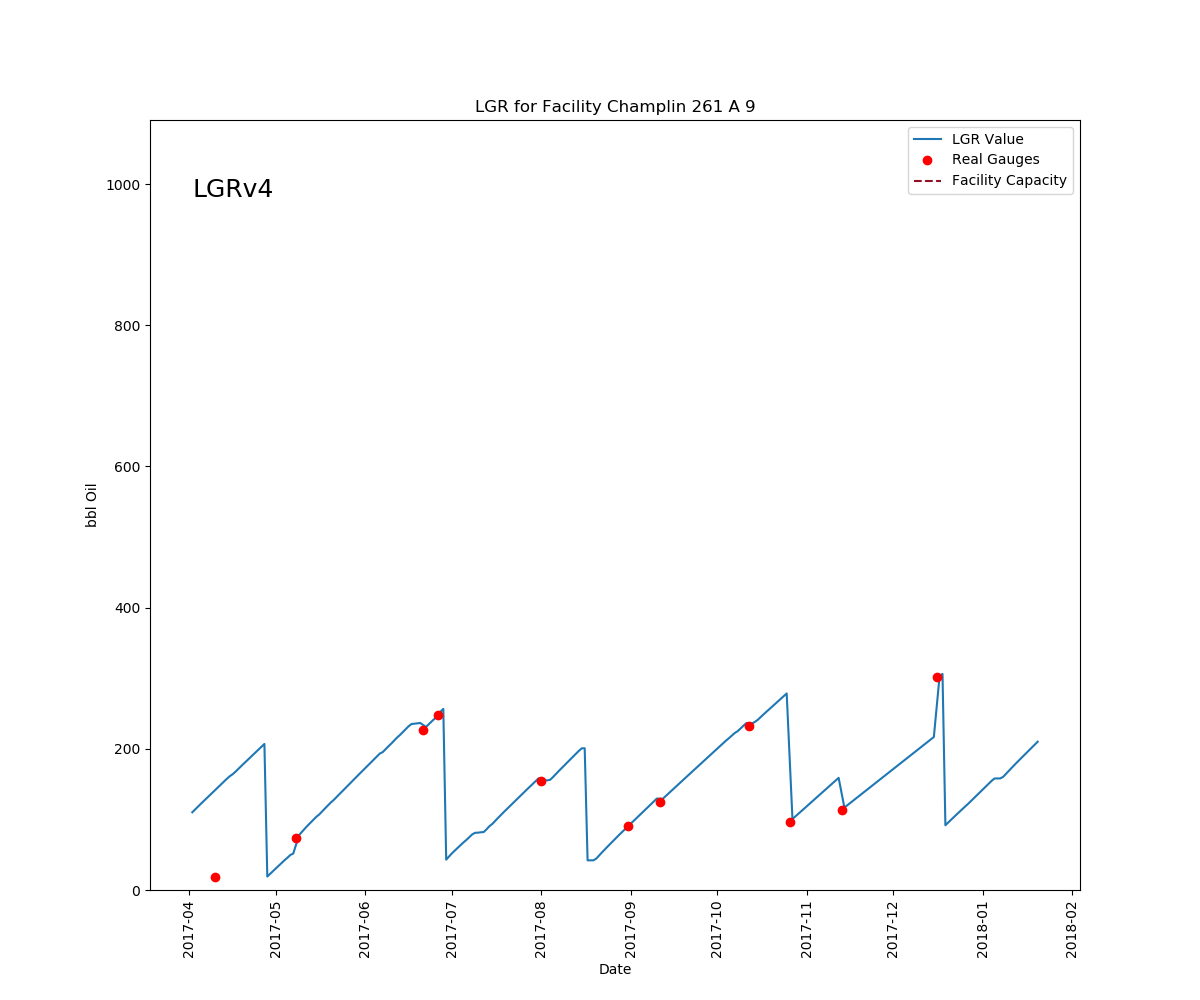 LGR for Facility Champlin 261 A 9
LGR Value
Real Gauges
Facility Capacity
LGRv4
1000
800
600
400
200
0
bbl Oil
2017-04
2017-05
2017-06
2017-07
2017-08
2017-09
2017-10
2017-11
2017-12
2018-01
2018-02
Date